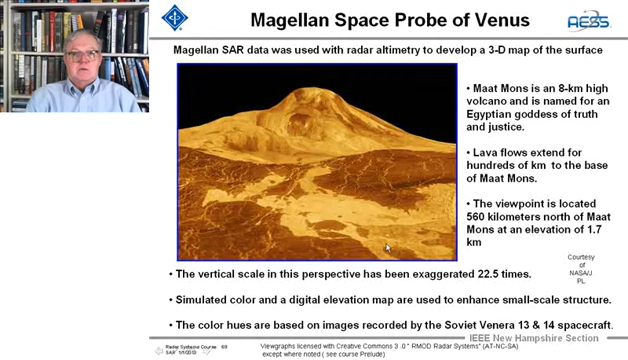 Magellan Space Probe of Venus
AESS
Magellan SAR data was used with radar altimetry to develop a 3-D map of the surface
• Maat Mons is an 8-km high
volcano and is named for an
Egyptian goddess of truth
and justice.
• Lava flows extend for
hundreds of km to the base
of Maat Mons.
• The viewpoint is located
560 kilometers north of Maat
Mons at an elevation of 1.7
km
Courtesy
of
NASA/J
PL
• The vertical scale in this perspective has been exaggerated 22.5 times.
• Simulated color and a digital elevation map are used to enhance small-scale structure.
• The color hues are based on images recorded by the Soviet Venera 13 & 14 spacecraft.
IEEE New Hampshire Section
Radar Systems Course
SAR 1/1/2013
Viewgraphs licensed with Creative Commons 3 .0 " RMOD Radar Systems" (AT-NC-SA)
except where noted ( see course Prelude)